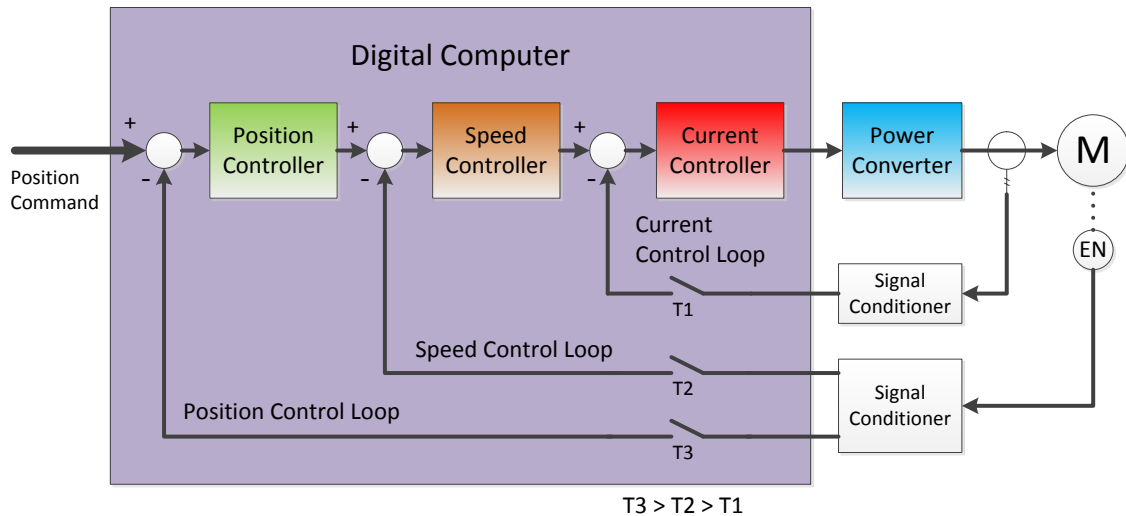 Digital Computer
+
Position
Controller
+
Speed
Controller
+
Current
Controller
Power
Converter
M
Position
Command
-
-
-
Current
Control Loop
EN
T1
Signal
Conditioner
Speed Control Loop
T2
Signal
Conditioner
Position Control Loop
T3
T3 > T2 > T1